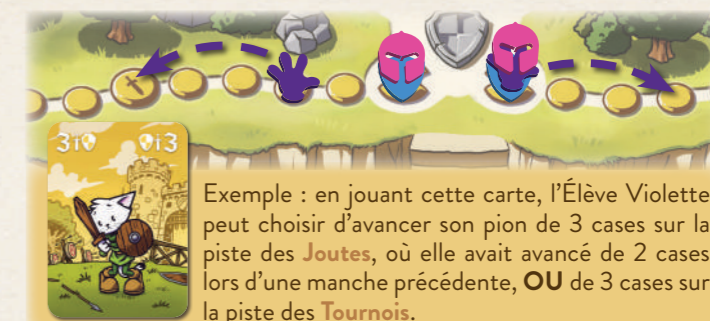 3 3
Exemple : en jouant cette carte, l’Élève Violette
peut choisir d’avancer son pion de 3 cases sur la
piste des Joutes, où elle avait avancé de 2 cases
lors d’une manche précédente, OU de 3 cases sur
la piste des Tournois.